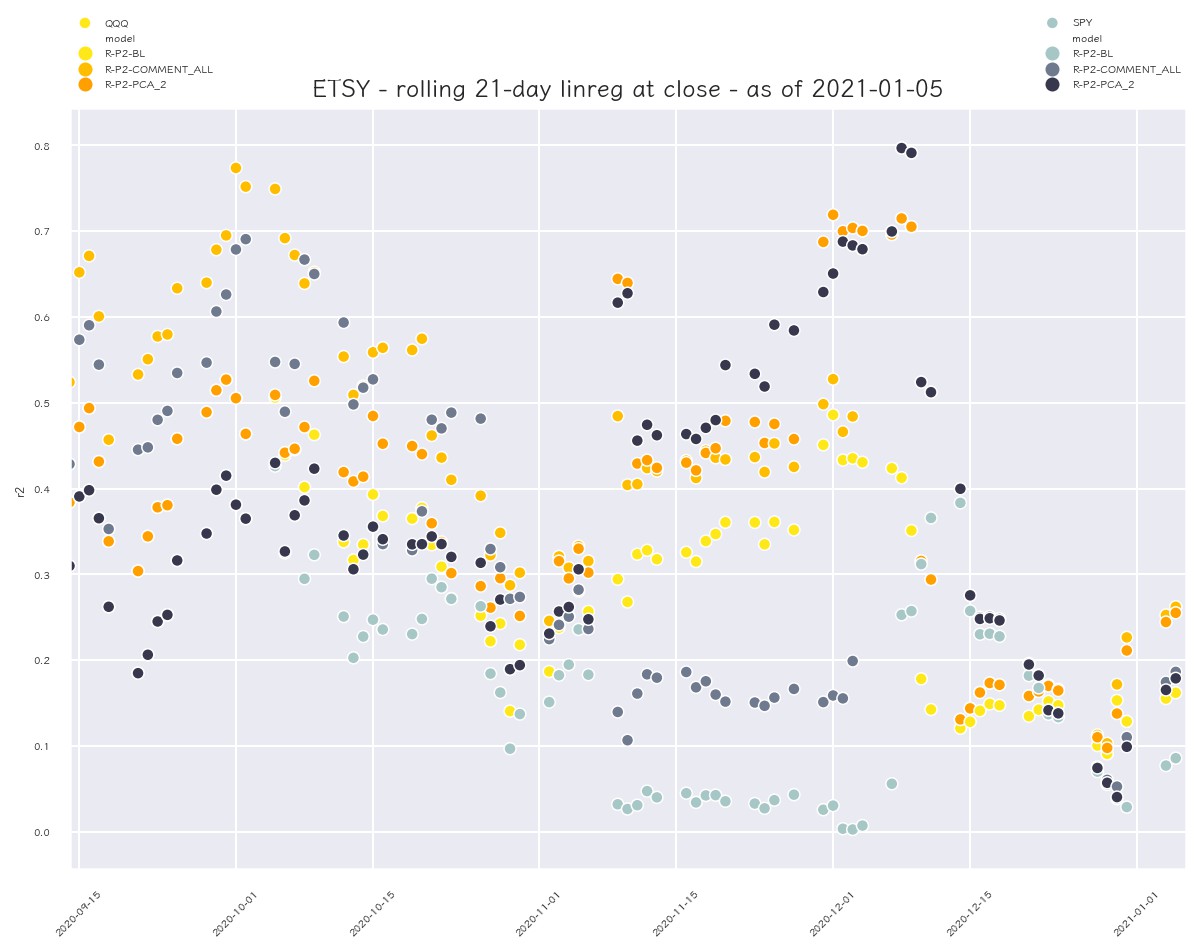 QQQ
model
R-P2-BL
R-P2-COMMENT_ALL
R-P2-PCA_2
SPY
model
R-P2-BL
R-P2-COMMENT_ALL
R-P2-PCA_2
ETSY - rolling 21-day linreg at close - as of 2021-01-05
0.8
0.7
0.6
0.5
0.4
0.3
0.2
0.1
0.0
r2
2020-09-15
2020-10-01
2020-10-15
2020-11-01
2020-11-15
2020-12-01
2020-12-15
2021-01-01